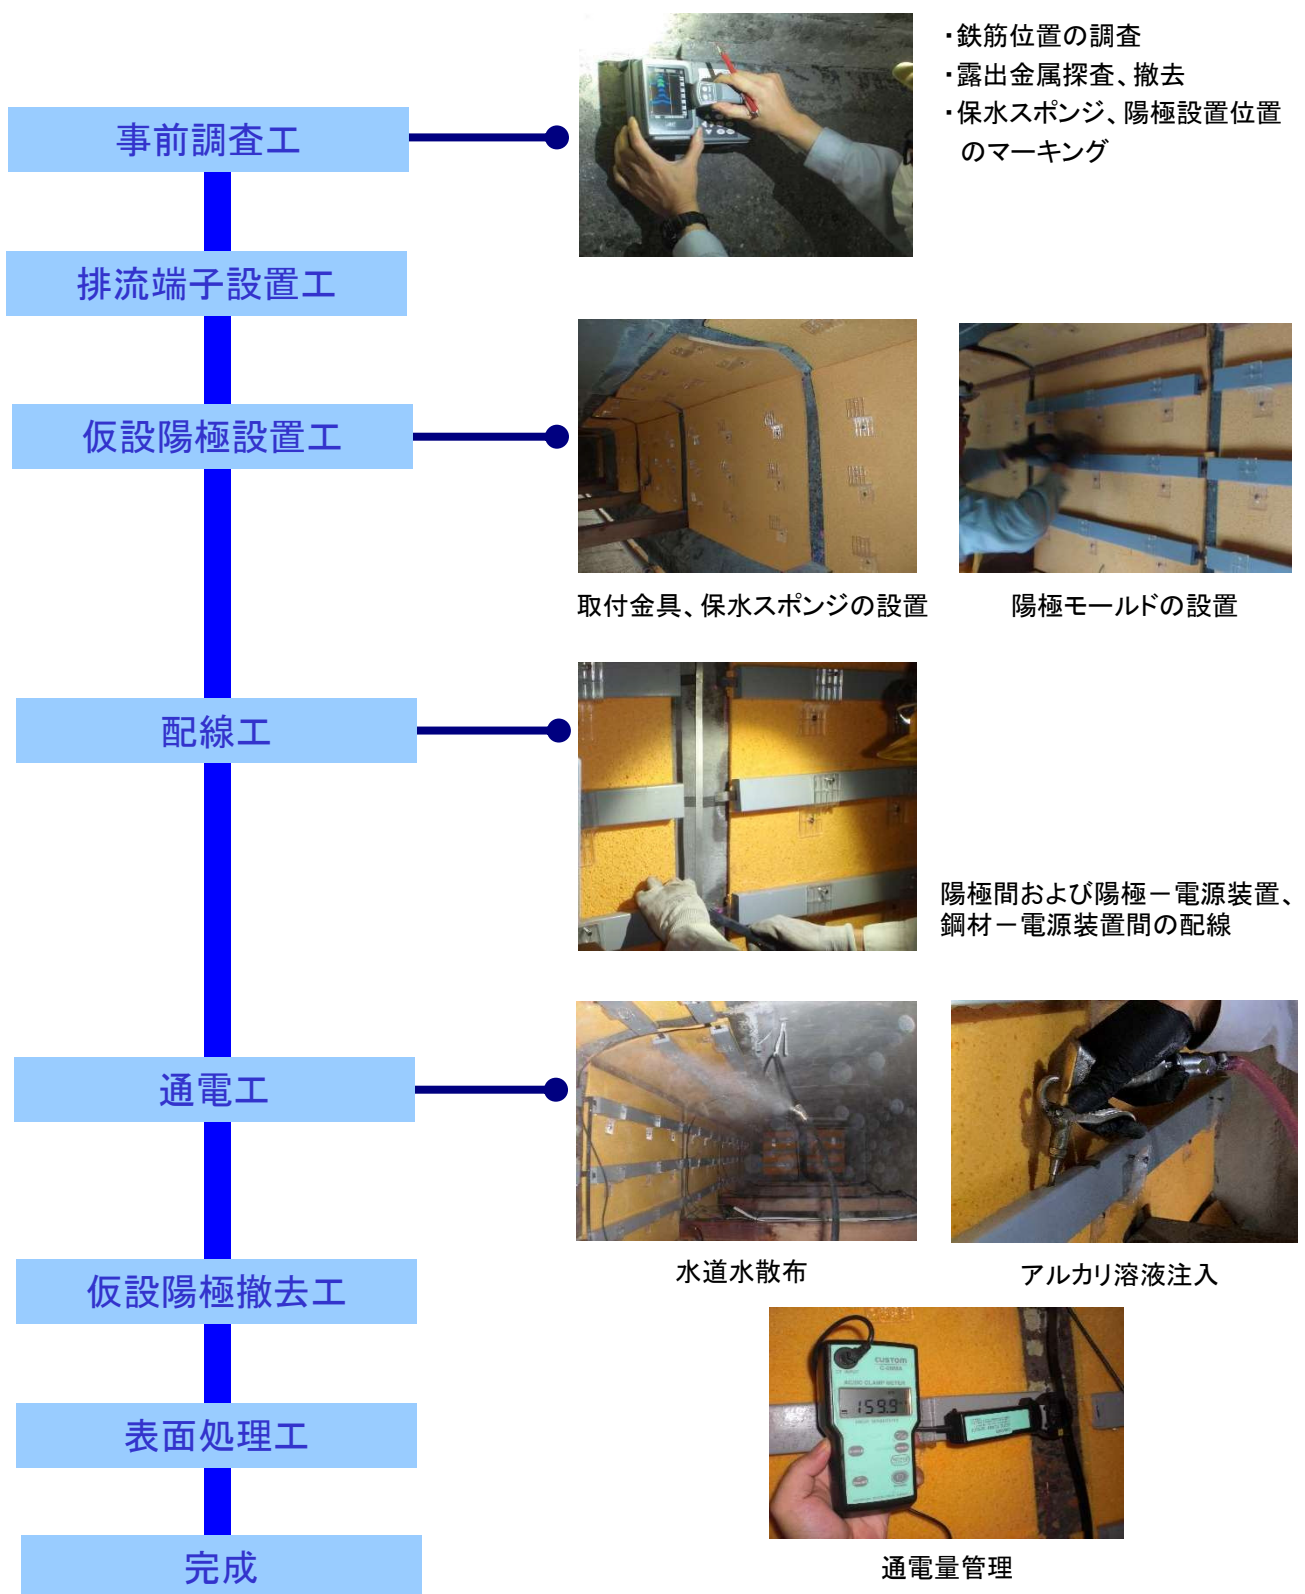 事前調査工
・鉄筋位置の調査
・露出金属探査、撤去
・保水スポンジ、陽極設置位置
のマーキング
排流端子設置工
仮設陽極設置工
取付金具、保水スポンジの設置
陽極モールドの設置
配線工
陽極間および陽極－電源装置、
鋼材－電源装置間の配線
通電工
水道水散布
アルカリ溶液注入
仮設陽極撤去工
CUSTOM
AC/DC CLAMP METER
159.9
表面処理工
完成
通電量管理